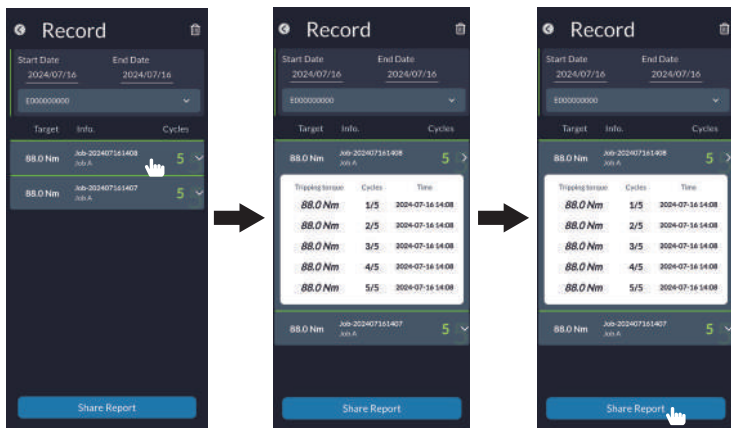 Record
Start Date End Date
2024/07/16 2024/07/16
E000000000
Target Info. Cycles
88.0 Nm Job-202407161408 5
Job A
88.0 Nm Job-202407161407 5
Job A
Share Report
Record
Start Date End Date
2024/07/16 2024/07/16
E000000000
Target Info. Cycles
88.0 Nm Job-202407161408 5
Job A
Tripping torque Cycles Time
88.0 Nm 1/5 2024-07-16 14:08
88.0 Nm 2/5 2024-07-16 14:08
88.0 Nm 3/5 2024-07-16 14:08
88.0 Nm 4/5 2024-07-16 14:08
88.0 Nm 5/5 2024-07-16 14:08
88.0 Nm Job-202407161407 5
Job A
Share Report
Record
Start Date End Date
2024/07/16 2024/07/16
E000000000
Target Info. Cycles
88.0 Nm Job-202407161408 5
Job A
Tripping torque Cycles Time
88.0 Nm 1/5 2024-07-16 14:08
88.0 Nm 2/5 2024-07-16 14:08
88.0 Nm 3/5 2024-07-16 14:08
88.0 Nm 4/5 2024-07-16 14:08
88.0 Nm 5/5 2024-07-16 14:08
88.0 Nm Job-202407161407 5
Job A
Share Report